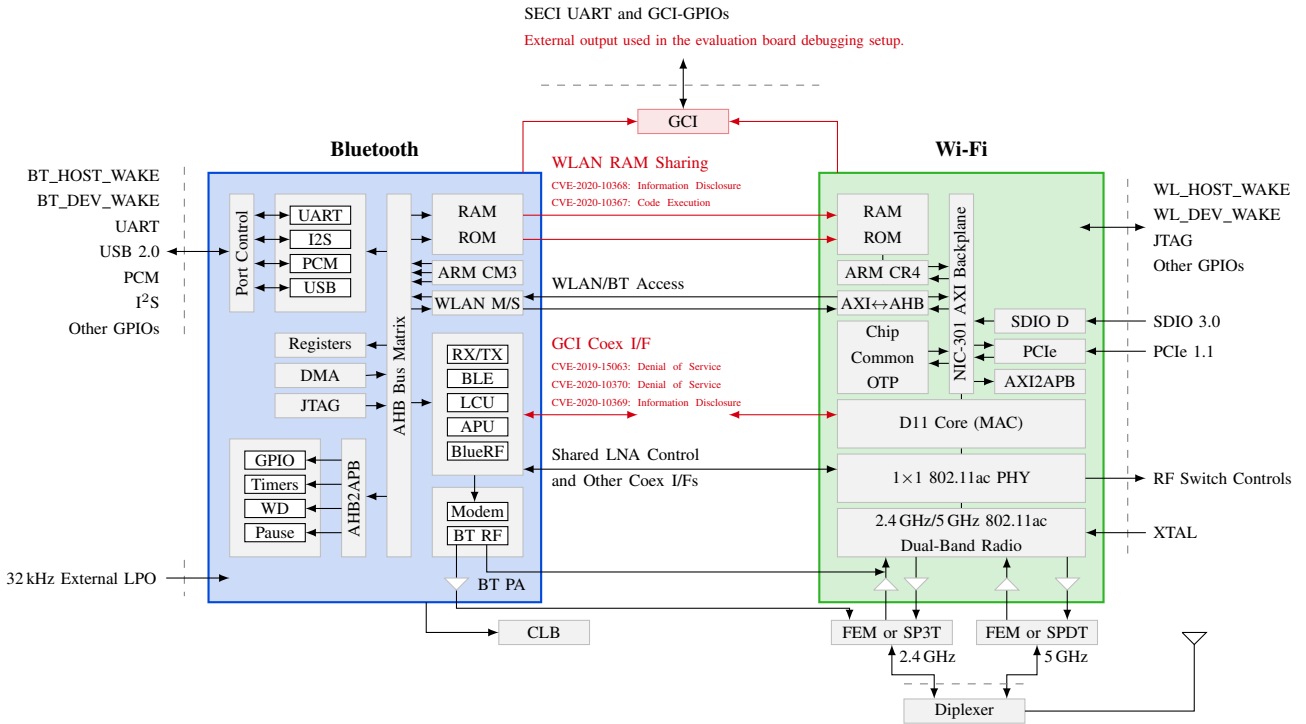 SECI UART and GCI-GPIOs
External output used in the evaluation board debugging setup.
GCI
Bluetooth
Wi-Fi
BT_HOST_WAKE
BT_DEV_WAKE
UART
USB 2.0
PCM
I²S
Other GPIOs
32 kHz External LPO
Port Control
UART
I2S
PCM
USB
Registers
DMA
JTAG
GPIO
Timers
WD
Pause
AHB2APB
AHB Bus Matrix
RAM
ROM
ARM CM3
WLAN M/S
RX/TX
BLE
LCU
APU
BlueRF
Modem
BT RF
BT PA
CLB
WLAN RAM Sharing
CVE-2020-10368: Information Disclosure
CVE-2020-10367: Code Execution
WLAN/BT Access
GCI Coex I/F
CVE-2019-15063: Denial of Service
CVE-2020-10370: Denial of Service
CVE-2020-10369: Information Disclosure
Shared LNA Control
and Other Coex I/Fs
RAM
ROM
ARM CR4
AXI↔AHB
Chip
Common
OTP
NIC-301 AXI Backplane
SDIO D
PCIe
AXI2APB
D11 Core (MAC)
1×1 802.11ac PHY
2.4 GHz/5 GHz 802.11ac
Dual-Band Radio
WL_HOST_WAKE
WL_DEV_WAKE
JTAG
Other GPIOs
SDIO 3.0
PCIe 1.1
RF Switch Controls
XTAL
FEM or SP3T
FEM or SPDT
2.4 GHz
5 GHz
Diplexer